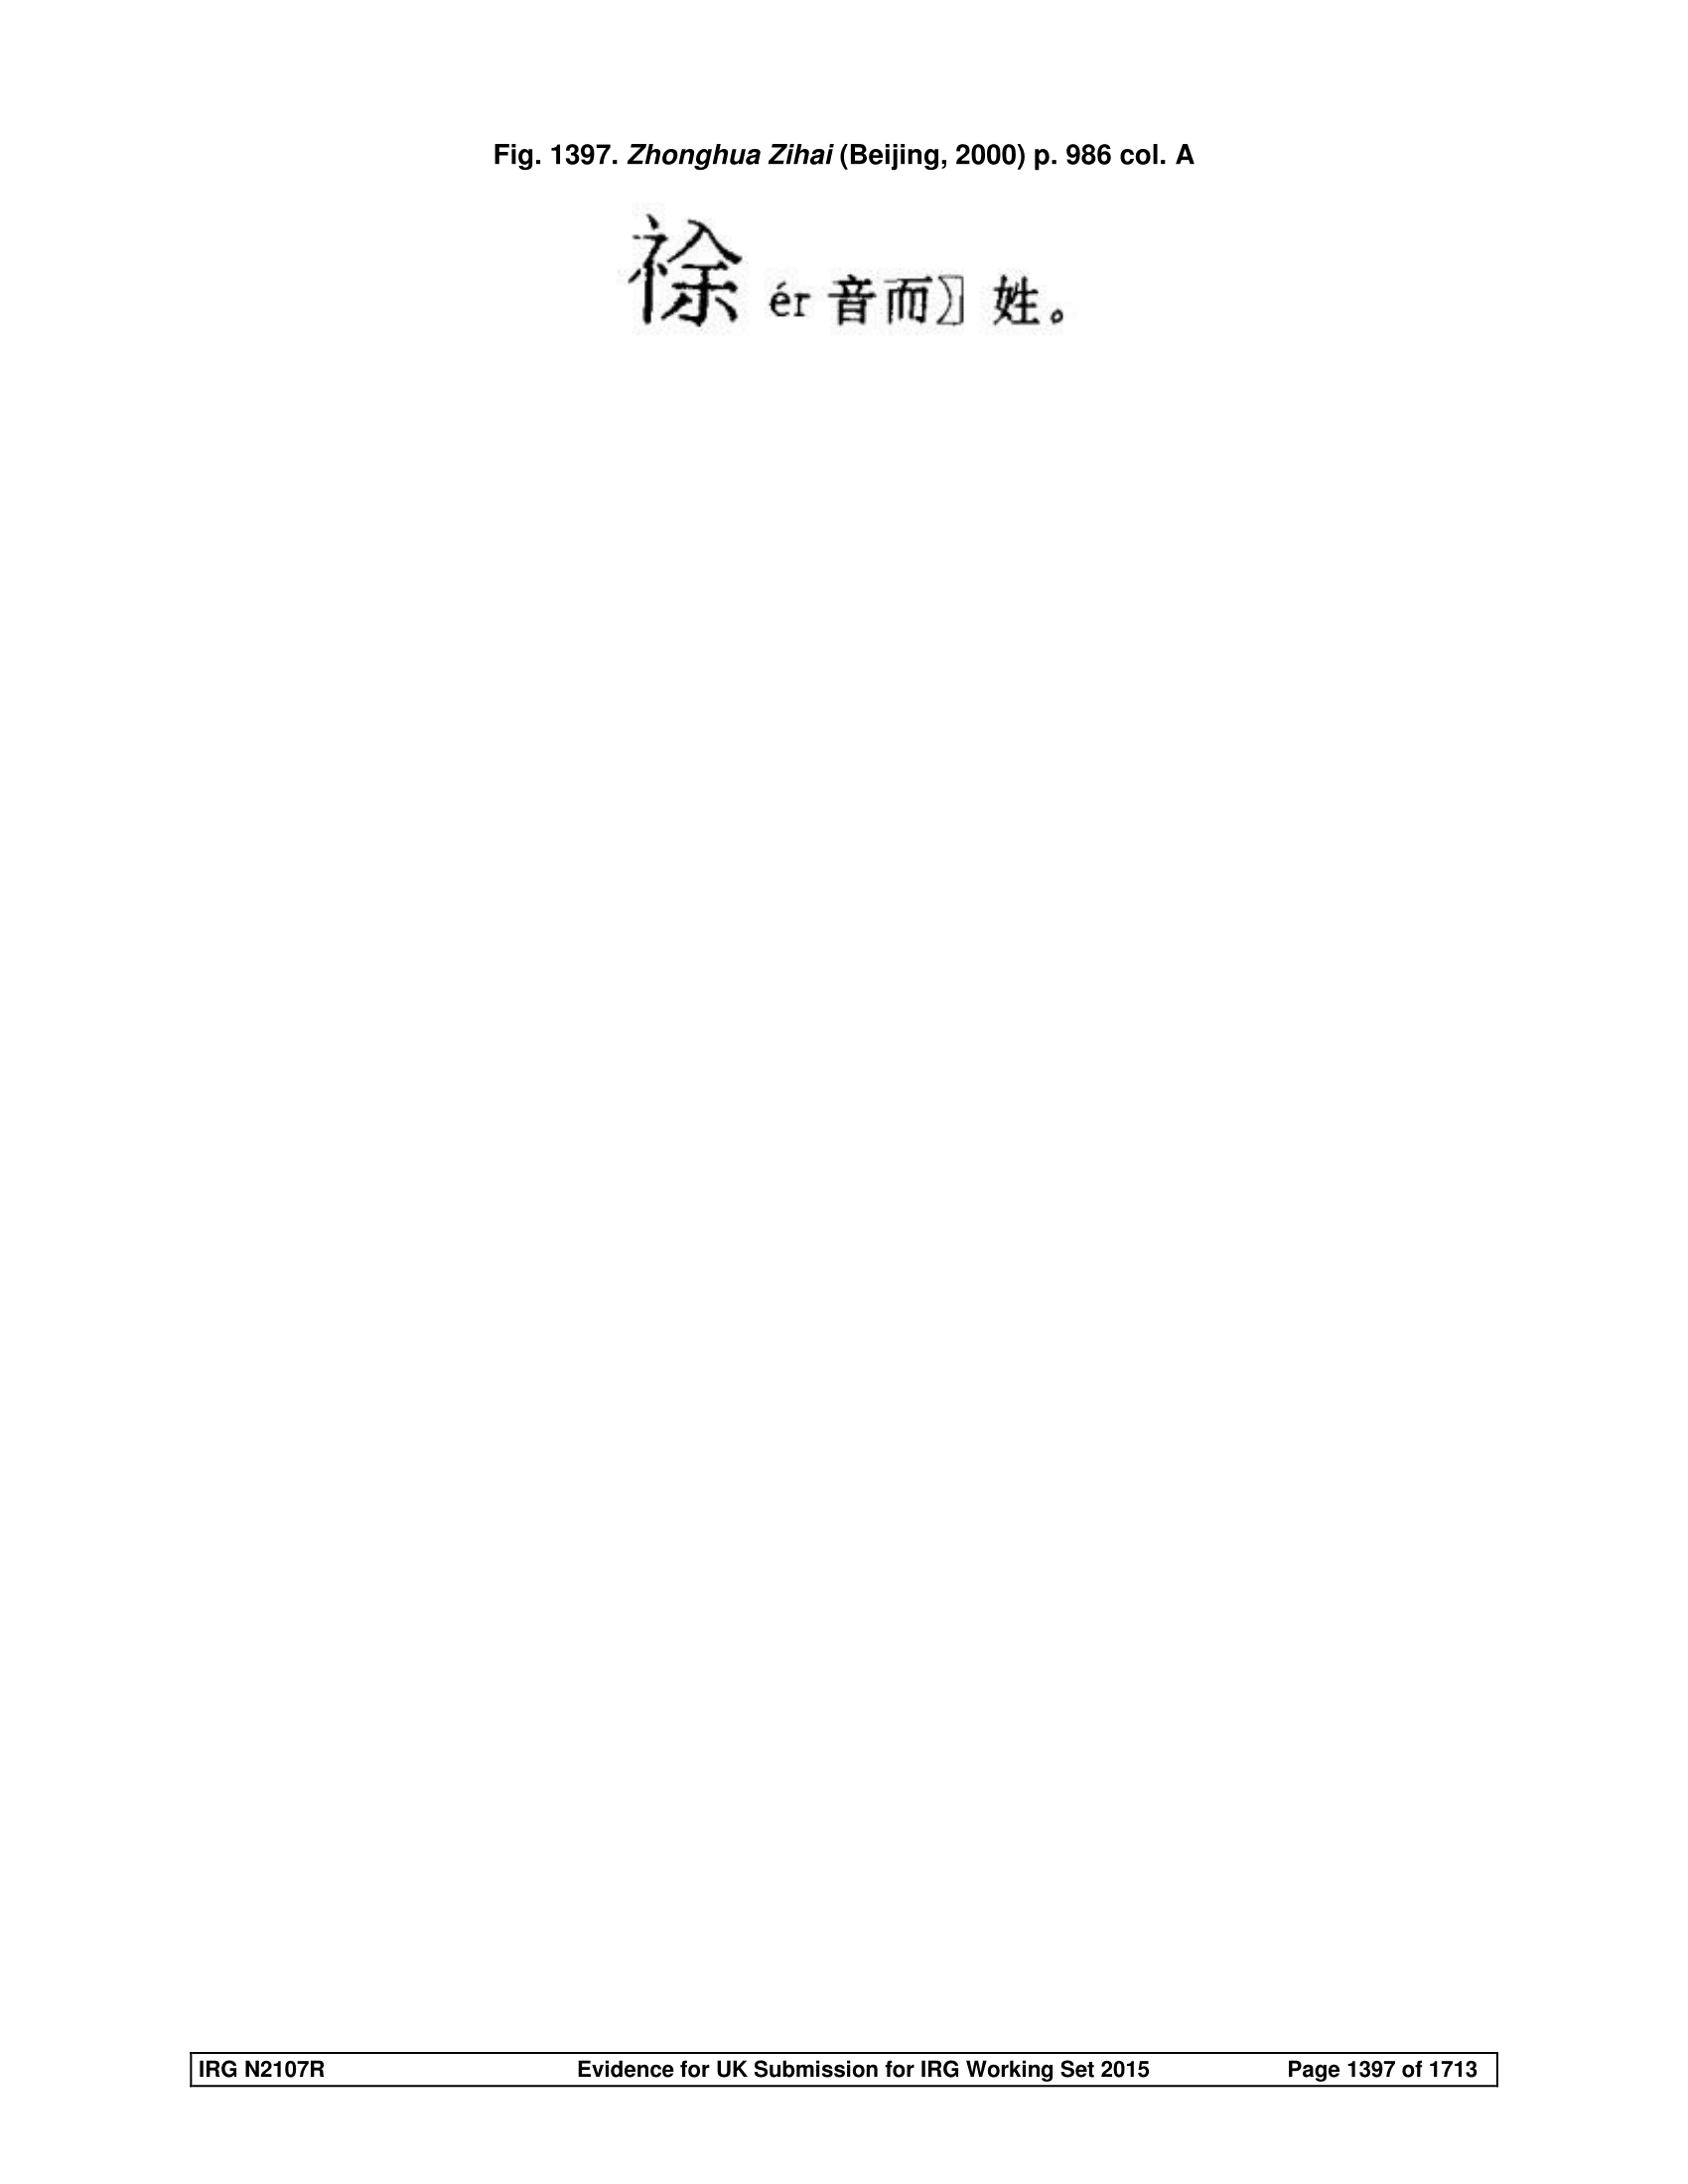 Fig. 1397. Zhonghua Zihai (Beijing, 2000) p. 986 col. A
ér 音而〗姓。
IRG N2107R Evidence for UK Submission for IRG Working Set 2015 Page 1397 of 1713